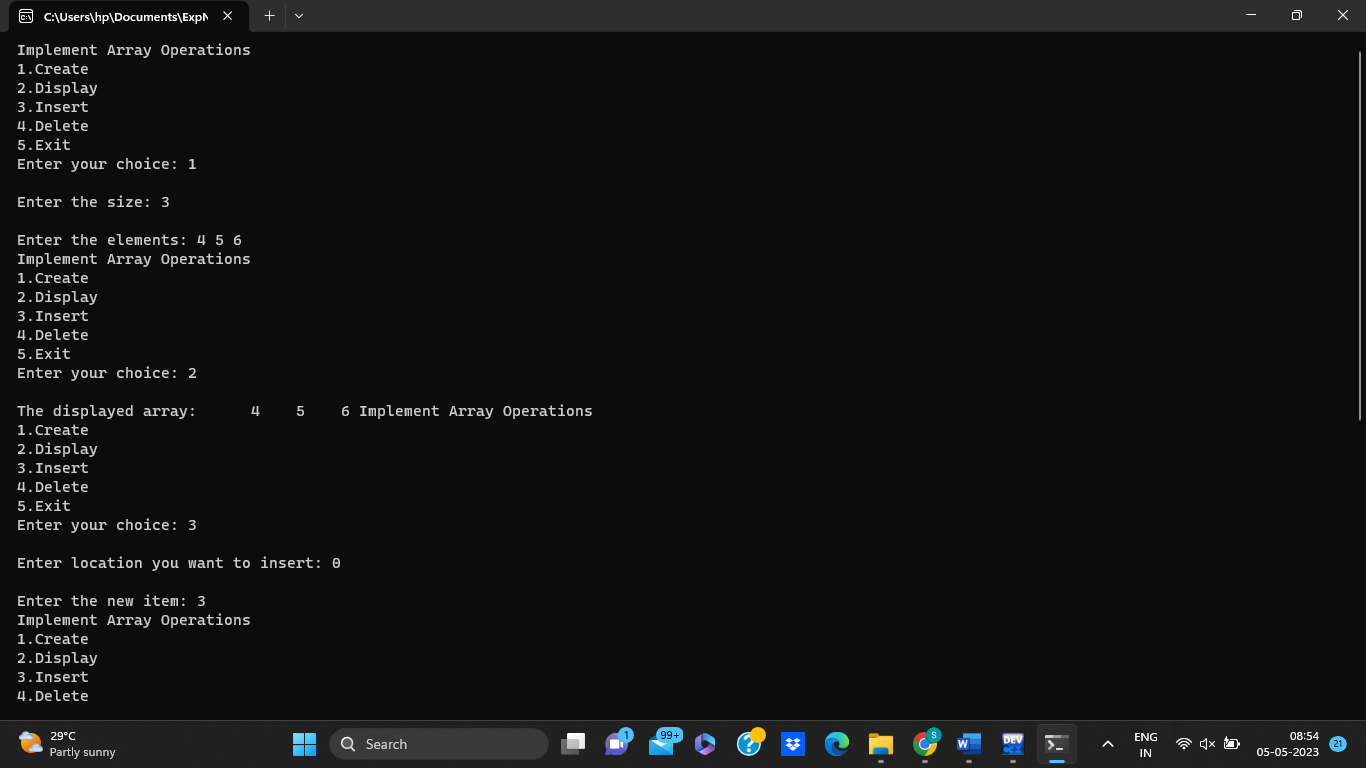 C:\Users\hp\Documents\ExpN
Implement Array Operations
1.Create
2.Display
3.Insert
4.Delete
5.Exit
Enter your choice: 1
Enter the size: 3
Enter the elements: 4 5 6
Implement Array Operations
1.Create
2.Display
3.Insert
4.Delete
5.Exit
Enter your choice: 2
The displayed array:      4    5    6 Implement Array Operations
1.Create
2.Display
3.Insert
4.Delete
5.Exit
Enter your choice: 3
Enter location you want to insert: 0
Enter the new item: 3
Implement Array Operations
1.Create
2.Display
3.Insert
4.Delete
29°C
Partly sunny
Search
1
99+
S
W
DEV
ENG
IN
08:54
05-05-2023
21